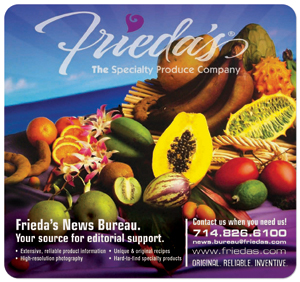 Frieda's®
The Specialty Produce Company
Frieda's News Bureau.
Your source for editorial support.
• Extensive, reliable product information • Unique & original recipes
• High-resolution photography • Hard-to-find specialty products
Contact us when you need us!
714.826.6100
news.bureau@friedas.com
www.friedas.com
ORIGINAL. RELIABLE. INVENTIVE.